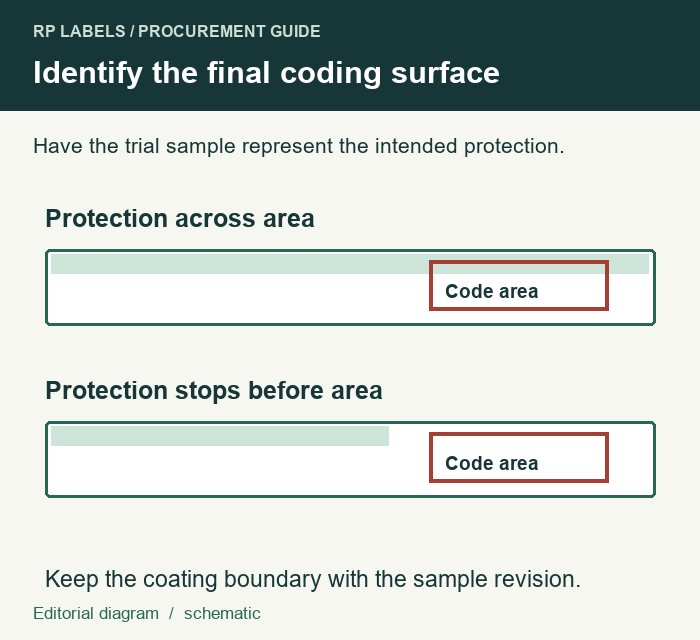 RP LABELS / PROCUREMENT GUIDE
Identify the final coding surface
Have the trial sample represent the intended protection.
Protection across area
Code area
Protection stops before area
Code area
Keep the coating boundary with the sample revision.
Editorial diagram / schematic